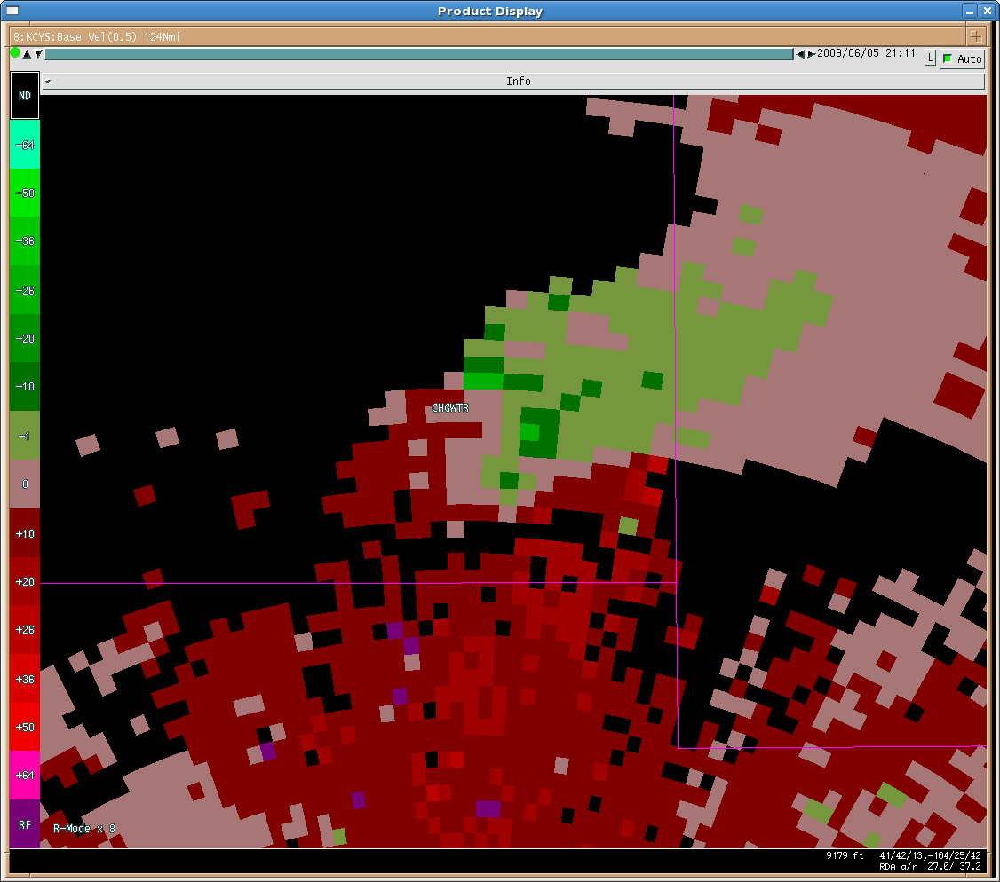 Product Display
8:KCYS:Base Vel(0.5) 124Nmi
2009/06/05 21:11
L
Auto
Info
ND
-64
-50
-36
-26
-20
-10
-1
0
+10
+20
+26
+36
+50
+64
RF
CHGWTR
R-Mode x 8
9179 ft 41/42/13,-104/25/42
RDA a/r 27.0/ 37.2